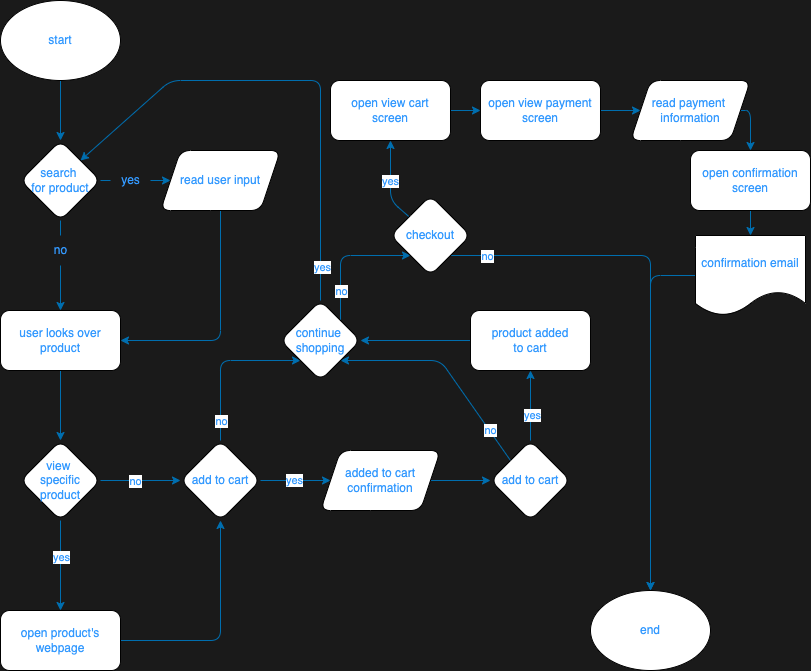 start
open view cart
screen
open view payment
screen
read payment
information
search
for product
yes
read user input
open confirmation
screen
yes
checkout
no
no
confirmation email
yes
no
user looks over
product
continue
shopping
product added
to cart
no
yes
no
view
specific
product
no
add to cart
yes
added to cart
confirmation
add to cart
yes
open product's
webpage
end